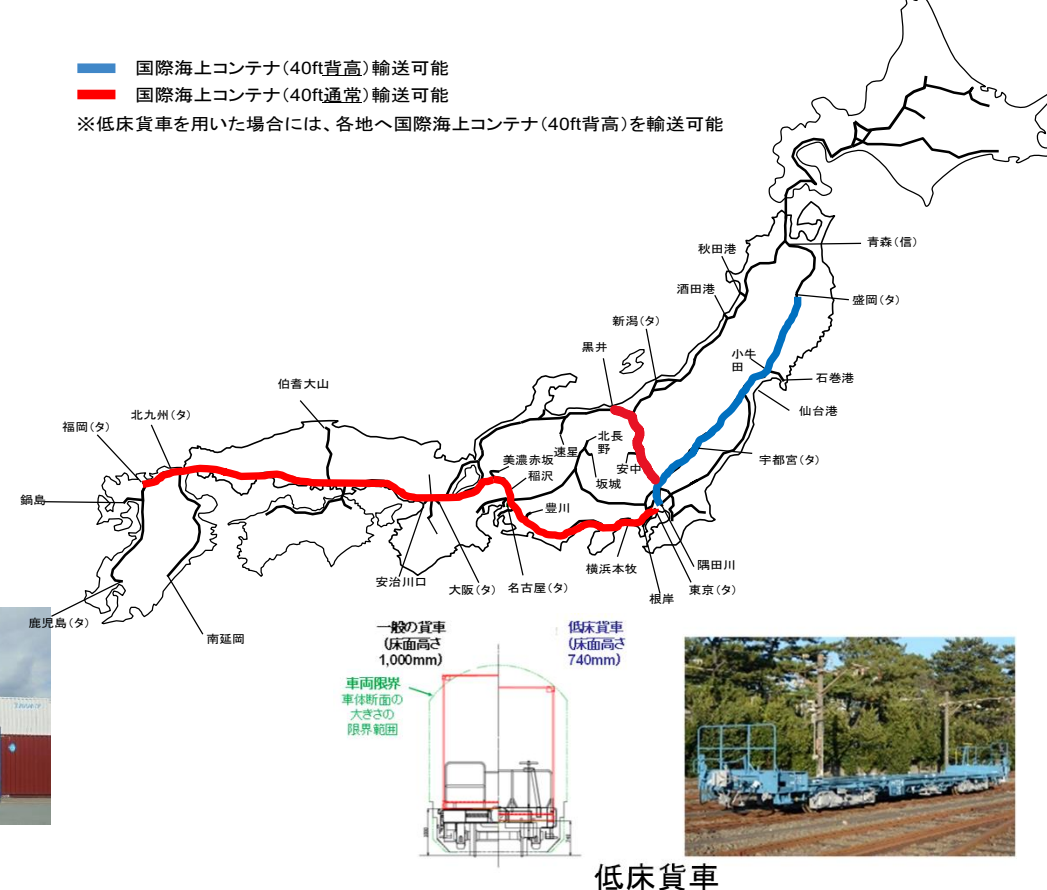 国際海上コンテナ(40ft背高)輸送可能
国際海上コンテナ(40ft通常)輸送可能
※低床貨車を用いた場合には、各地へ国際海上コンテナ(40ft背高)を輸送可能
青森(信)
秋田港
盛岡(タ)
酒田港
新潟(タ)
黒井
小牛
田
石巻港
伯耆大山
仙台港
北九州(タ)
福岡(タ)
北長
野
速星
宇都宮(タ)
美濃赤坂
稲沢
安中
坂城
鍋島
豊川
隅田川
横浜本牧
安治川口
大阪(タ)
名古屋(タ)
東京(タ)
根岸
鹿児島(タ)
南延岡
一般の貨車
(床面高さ
1,000mm)
低床貨車
(床面高さ
740mm)
車両限界
車体断面の
大きさの
限界範囲
低床貨車